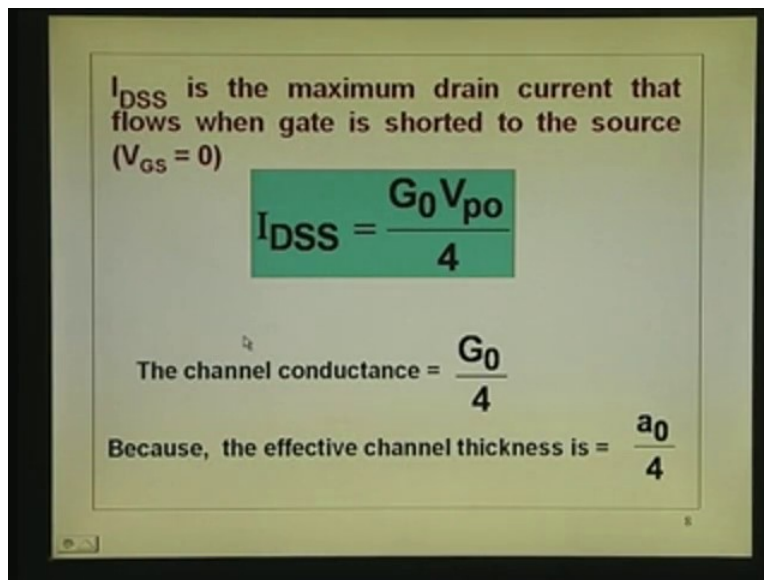 IDSS is the maximum drain current that
flows when gate is shorted to the source
(VGS = 0)
IDSS = G0Vpo / 4
The channel conductance = G0 / 4
Because, the effective channel thickness is = a0 / 4
8